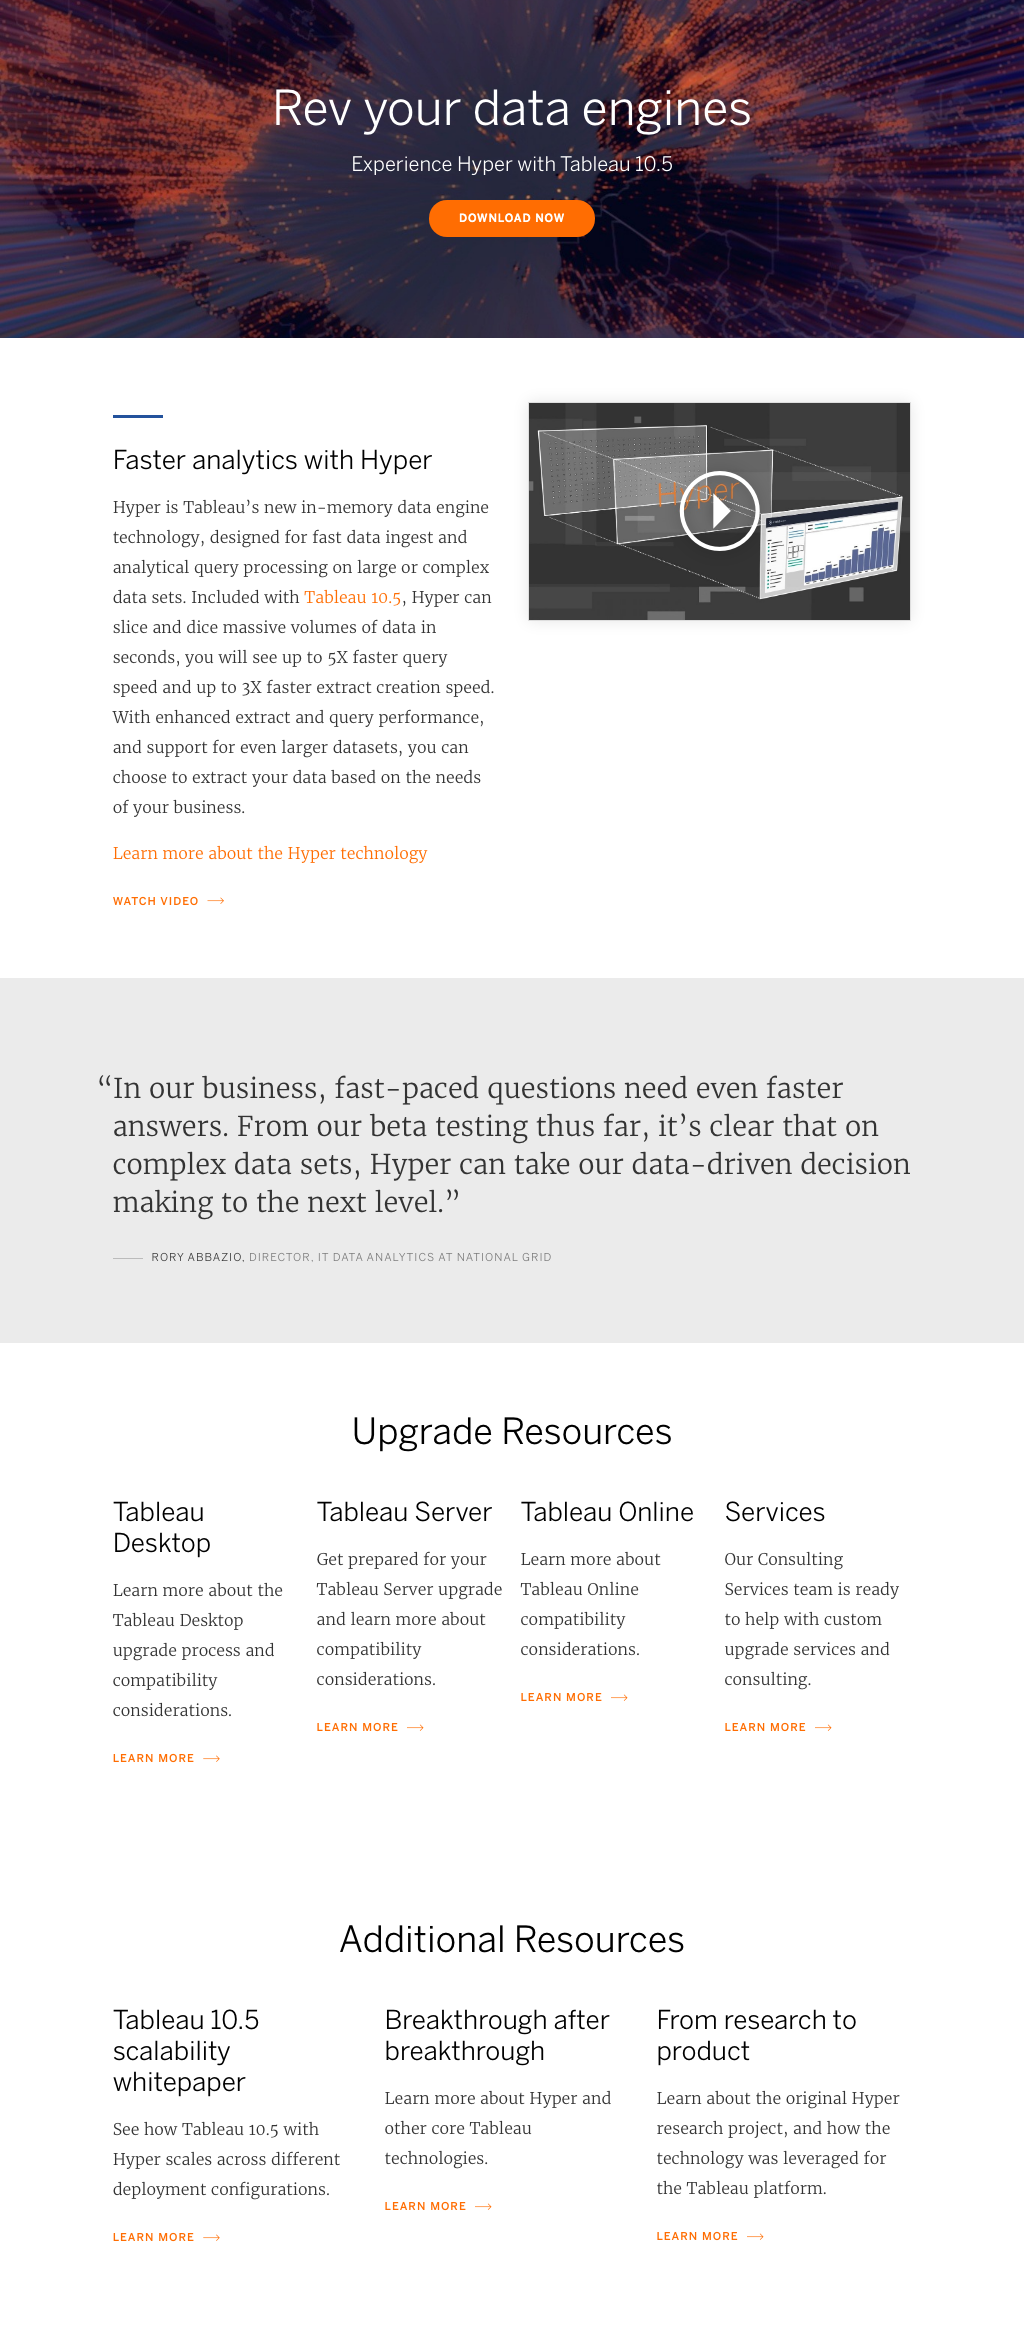 Rev your data engines
Experience Hyper with Tableau 10.5
DOWNLOAD NOW
Faster analytics with Hyper
Hyper is Tableau’s new in-memory data engine
technology, designed for fast data ingest and
analytical query processing on large or complex
data sets. Included with Tableau 10.5, Hyper can
slice and dice massive volumes of data in
seconds, you will see up to 5X faster query
speed and up to 3X faster extract creation speed.
With enhanced extract and query performance,
and support for even larger datasets, you can
choose to extract your data based on the needs
of your business.
Learn more about the Hyper technology
WATCH VIDEO
Hyper
“In our business, fast-paced questions need even faster
answers. From our beta testing thus far, it’s clear that on
complex data sets, Hyper can take our data-driven decision
making to the next level.”
RORY ABBAZIO, DIRECTOR, IT DATA ANALYTICS AT NATIONAL GRID
Upgrade Resources
Tableau
Desktop
Learn more about the
Tableau Desktop
upgrade process and
compatibility
considerations.
LEARN MORE
Tableau Server
Get prepared for your
Tableau Server upgrade
and learn more about
compatibility
considerations.
LEARN MORE
Tableau Online
Learn more about
Tableau Online
compatibility
considerations.
LEARN MORE
Services
Our Consulting
Services team is ready
to help with custom
upgrade services and
consulting.
LEARN MORE
Additional Resources
Tableau 10.5
scalability
whitepaper
See how Tableau 10.5 with
Hyper scales across different
deployment configurations.
LEARN MORE
Breakthrough after
breakthrough
Learn more about Hyper and
other core Tableau
technologies.
LEARN MORE
From research to
product
Learn about the original Hyper
research project, and how the
technology was leveraged for
the Tableau platform.
LEARN MORE